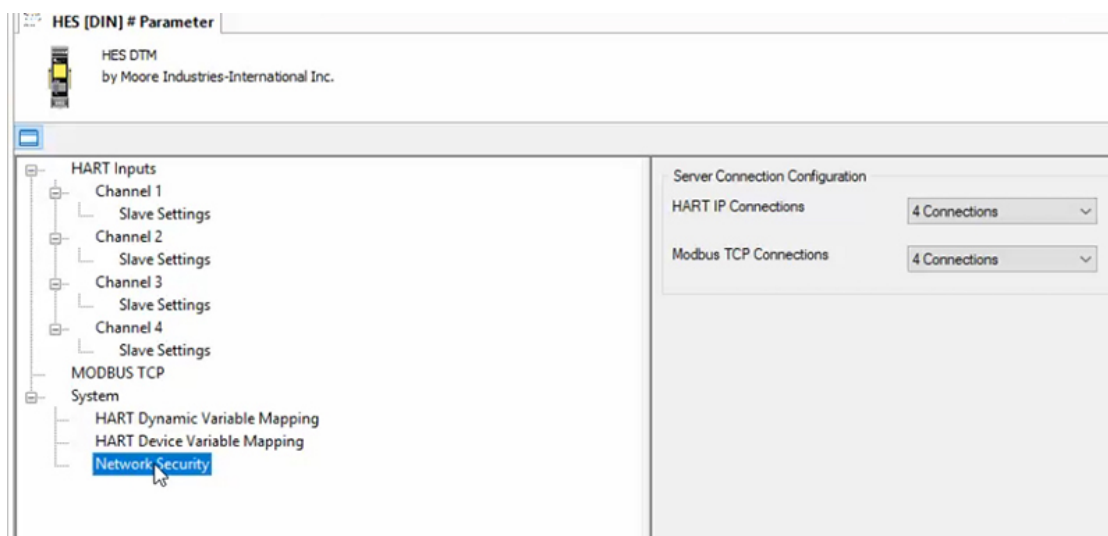 HES [DIN] # Parameter
HES DTM
by Moore Industries-International Inc.
HART Inputs
Channel 1
Slave Settings
Channel 2
Slave Settings
Channel 3
Slave Settings
Channel 4
Slave Settings
MODBUS TCP
System
HART Dynamic Variable Mapping
HART Device Variable Mapping
Network Security
Server Connection Configuration
HART IP Connections
4 Connections
Modbus TCP Connections
4 Connections